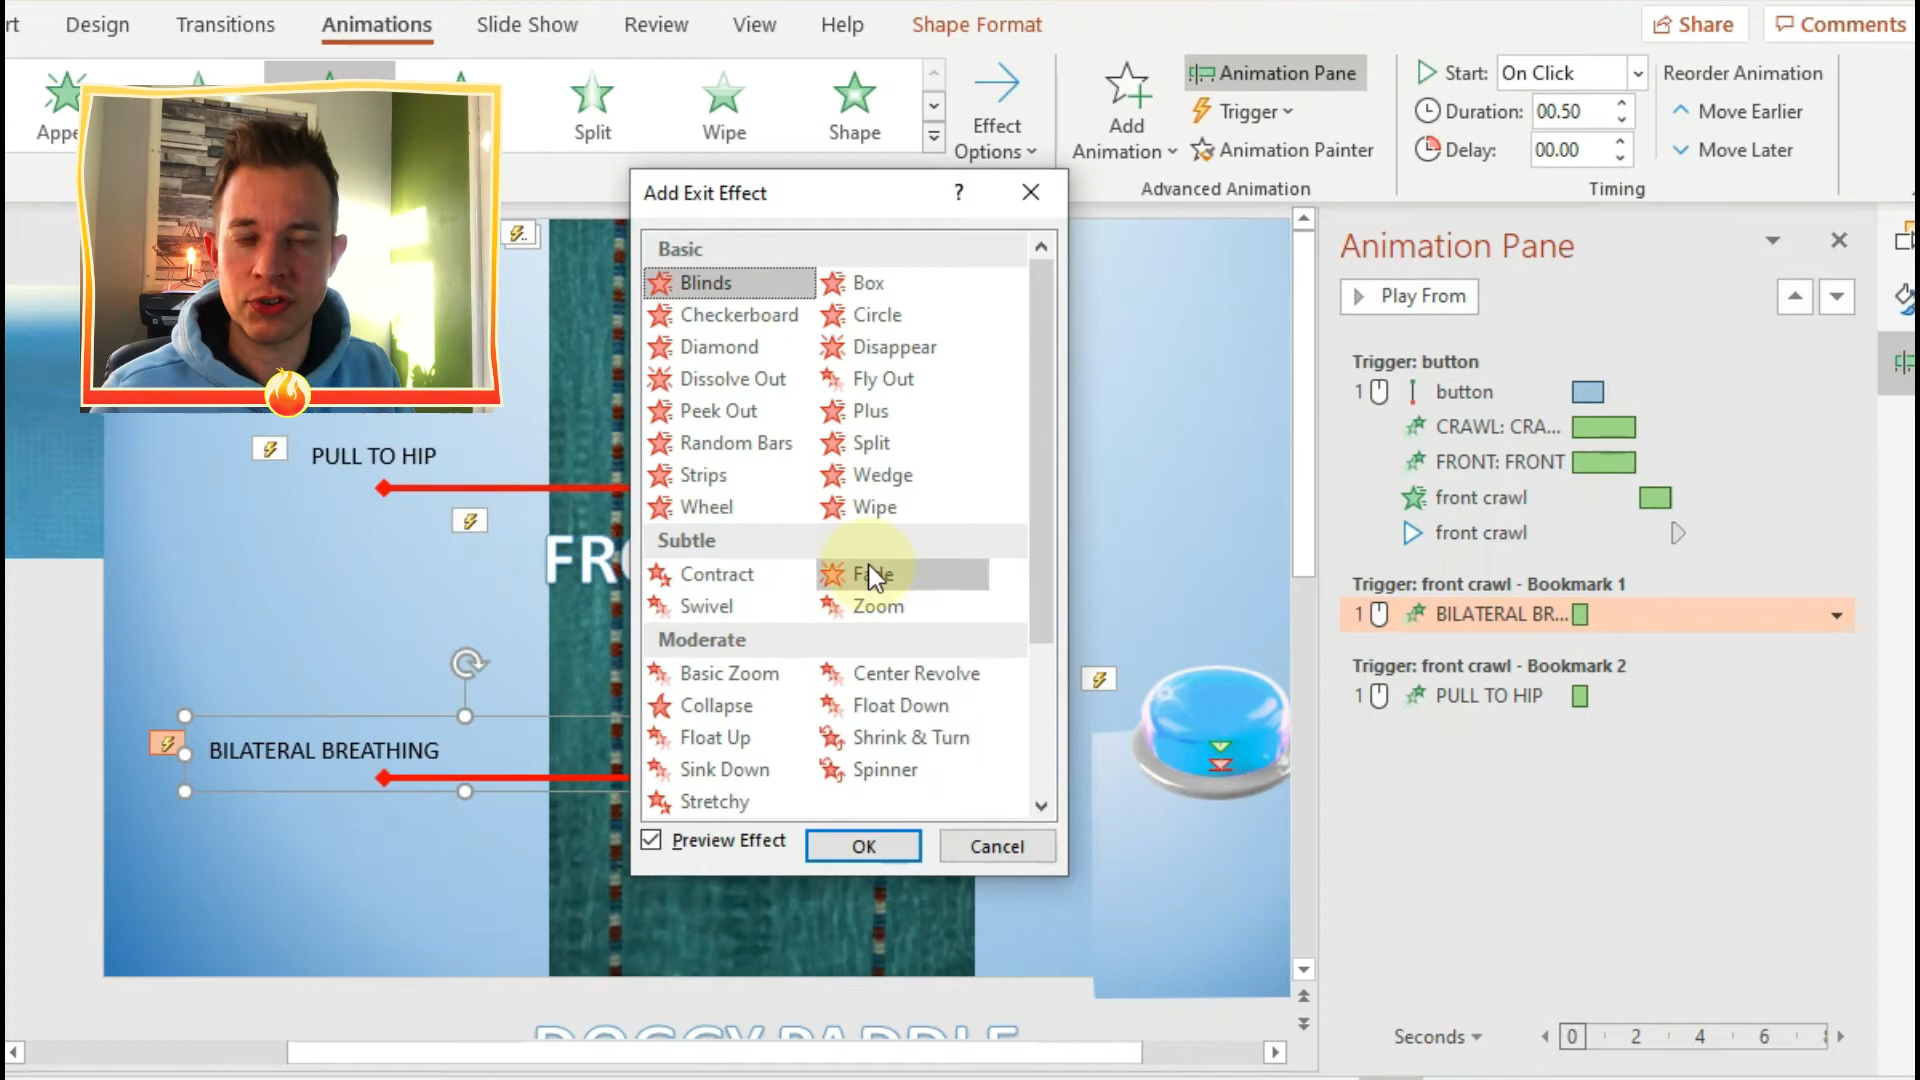 rt Design Transitions Animations Slide Show Review View Help Shape Format Share Comments
Appe Split Wipe Shape
Effect
Options
Add
Animation
Animation Pane
Trigger
Animation Painter
Advanced Animation
Start: On Click
Duration: 00.50
Delay: 00.00
Timing
Reorder Animation
Move Earlier
Move Later
Add Exit Effect ?
Basic
Blinds Box
Checkerboard Circle
Diamond Disappear
Dissolve Out Fly Out
Peek Out Plus
Random Bars Split
Strips Wedge
Wheel Wipe
Subtle
Contract Fade
Swivel Zoom
Moderate
Basic Zoom Center Revolve
Collapse Float Down
Float Up Shrink & Turn
Sink Down Spinner
Stretchy
Preview Effect OK Cancel
PULL TO HIP
FR
BILATERAL BREATHING
DOGGY PADDLE
Animation Pane
Play From
Trigger: button
1 button
CRAWL: CRA...
FRONT: FRONT
front crawl
front crawl
Trigger: front crawl - Bookmark 1
1 BILATERAL BR...
Trigger: front crawl - Bookmark 2
1 PULL TO HIP
Seconds 0 2 4 6